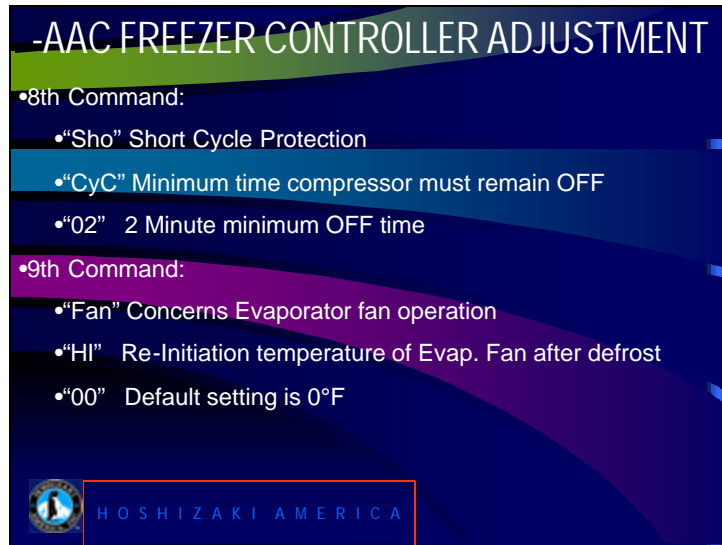 -AAC FREEZER CONTROLLER ADJUSTMENT
•8th Command:
•“Sho” Short Cycle Protection
•“CyC” Minimum time compressor must remain OFF
•“02” 2 Minute minimum OFF time
•9th Command:
•“Fan” Concerns Evaporator fan operation
•“HI” Re-Initiation temperature of Evap. Fan after defrost
•“00” Default setting is 0°F
HOSHIZAKI AMERICA